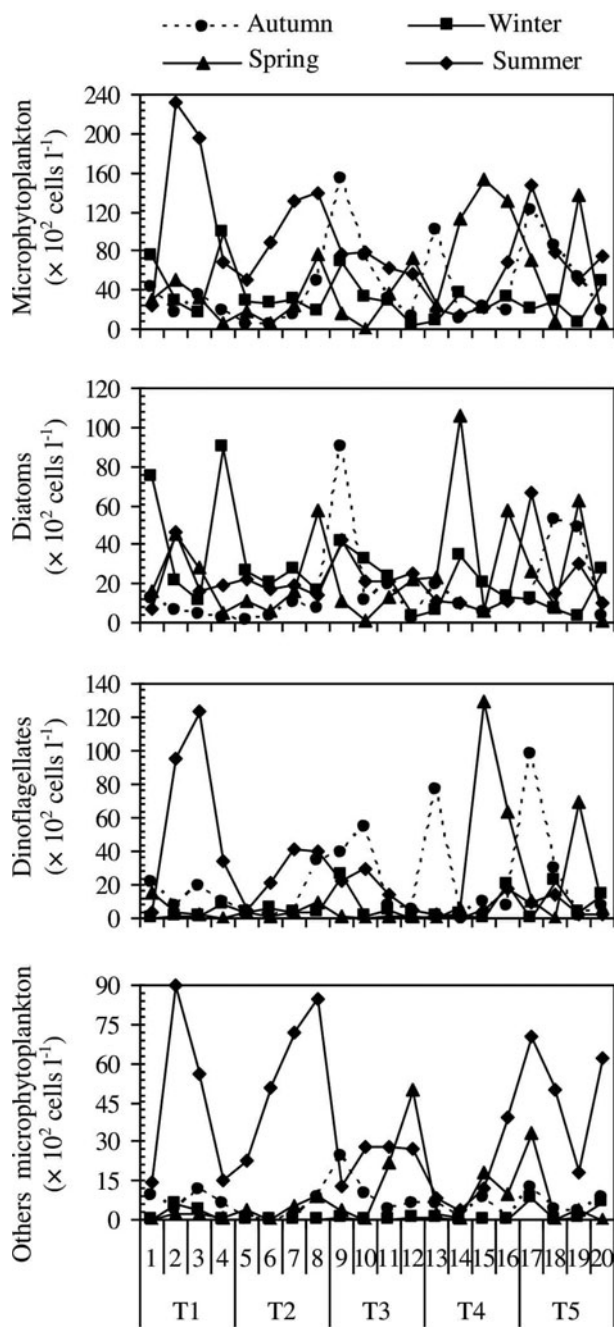 Autumn Winter
Spring Summer
Microphytoplankton
(× 10² cells l⁻¹)
240
200
160
120
80
40
0
Diatoms
(× 10² cells l⁻¹)
120
100
80
60
40
20
0
Dinoflagellates
(× 10² cells l⁻¹)
140
120
100
80
60
40
20
0
Others microphytoplankton
(× 10² cells l⁻¹)
90
75
60
45
30
15
0
1 2 3 4 5 6 7 8 9 10 11 12 13 14 15 16 17 18 19 20
T1 T2 T3 T4 T5